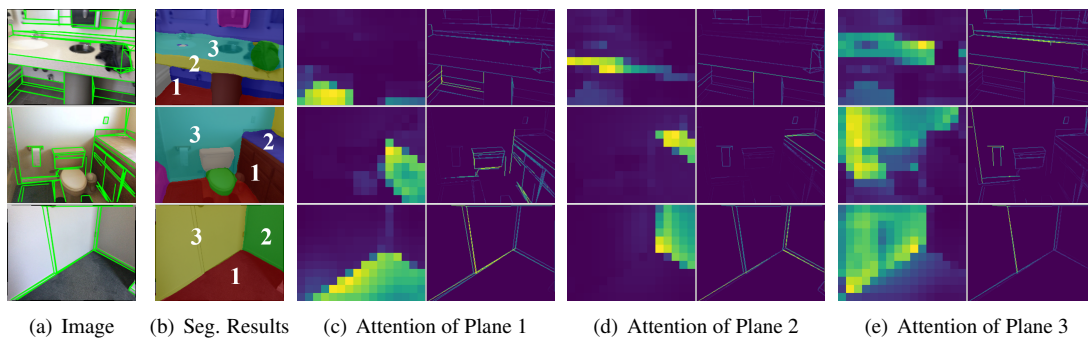 3
2
1
3
2
1
3
2
1
(a) Image
(b) Seg. Results
(c) Attention of Plane 1
(d) Attention of Plane 2
(e) Attention of Plane 3